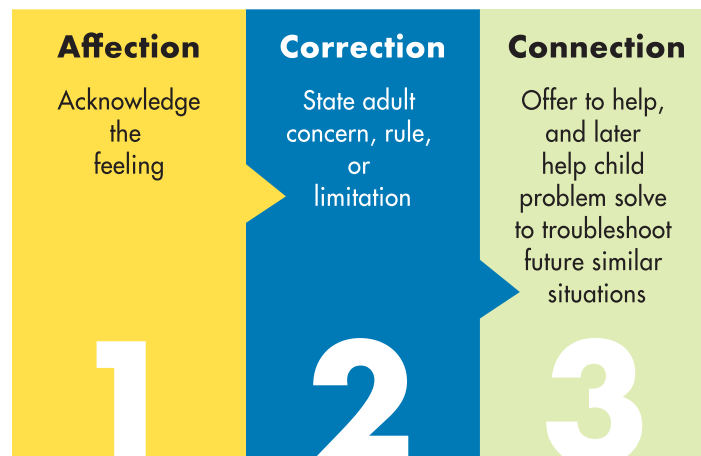 Affection
Acknowledge
the
feeling
1
Correction
State adult
concern, rule,
or
limitation
2
Connection
Offer to help,
and later
help child
problem solve
to troubleshoot
future similar
situations
3